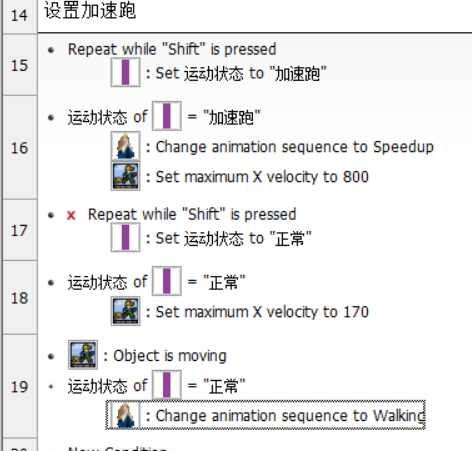 14 设置加速跑
15 • Repeat while "Shift" is pressed
: Set 运动状态 to "加速跑"
16 • 运动状态 of = "加速跑"
: Change animation sequence to Speedup
: Set maximum X velocity to 800
17 • x Repeat while "Shift" is pressed
: Set 运动状态 to "正常"
18 • 运动状态 of = "正常"
: Set maximum X velocity to 170
19 • : Object is moving
• 运动状态 of = "正常"
: Change animation sequence to Walking